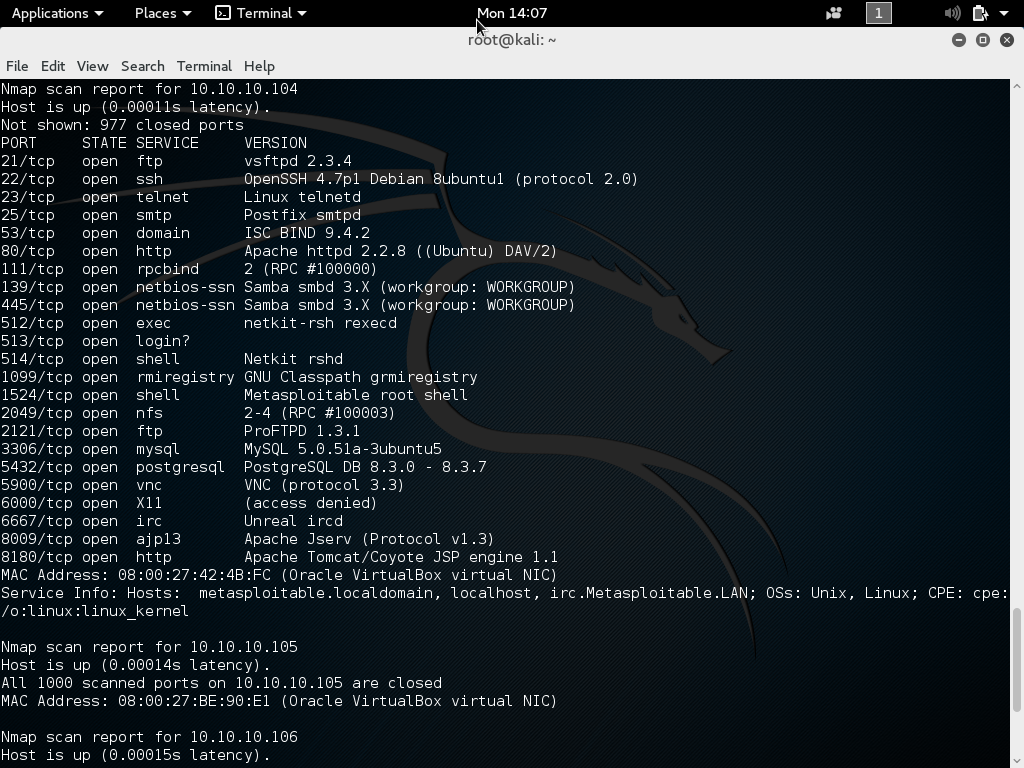 Applications Places Terminal Mon 14:07 1
root@kali: ~
File Edit View Search Terminal Help
Nmap scan report for 10.10.10.104
Host is up (0.00011s latency).
Not shown: 977 closed ports
PORT     STATE SERVICE     VERSION
21/tcp   open  ftp         vsftpd 2.3.4
22/tcp   open  ssh         OpenSSH 4.7p1 Debian 8ubuntu1 (protocol 2.0)
23/tcp   open  telnet      Linux telnetd
25/tcp   open  smtp        Postfix smtpd
53/tcp   open  domain      ISC BIND 9.4.2
80/tcp   open  http        Apache httpd 2.2.8 ((Ubuntu) DAV/2)
111/tcp  open  rpcbind     2 (RPC #100000)
139/tcp  open  netbios-ssn Samba smbd 3.X (workgroup: WORKGROUP)
445/tcp  open  netbios-ssn Samba smbd 3.X (workgroup: WORKGROUP)
512/tcp  open  exec        netkit-rsh rexecd
513/tcp  open  login?
514/tcp  open  shell       Netkit rshd
1099/tcp open  rmiregistry GNU Classpath grmiregistry
1524/tcp open  shell       Metasploitable root shell
2049/tcp open  nfs         2-4 (RPC #100003)
2121/tcp open  ftp         ProFTPD 1.3.1
3306/tcp open  mysql       MySQL 5.0.51a-3ubuntu5
5432/tcp open  postgresql  PostgreSQL DB 8.3.0 - 8.3.7
5900/tcp open  vnc         VNC (protocol 3.3)
6000/tcp open  X11         (access denied)
6667/tcp open  irc         Unreal ircd
8009/tcp open  ajp13       Apache Jserv (Protocol v1.3)
8180/tcp open  http        Apache Tomcat/Coyote JSP engine 1.1
MAC Address: 08:00:27:42:4B:FC (Oracle VirtualBox virtual NIC)
Service Info: Hosts:  metasploitable.localdomain, localhost, irc.Metasploitable.LAN; OSs: Unix, Linux; CPE: cpe:
/o:linux:linux_kernel
Nmap scan report for 10.10.10.105
Host is up (0.00014s latency).
All 1000 scanned ports on 10.10.10.105 are closed
MAC Address: 08:00:27:BE:90:E1 (Oracle VirtualBox virtual NIC)
Nmap scan report for 10.10.10.106
Host is up (0.00015s latency).